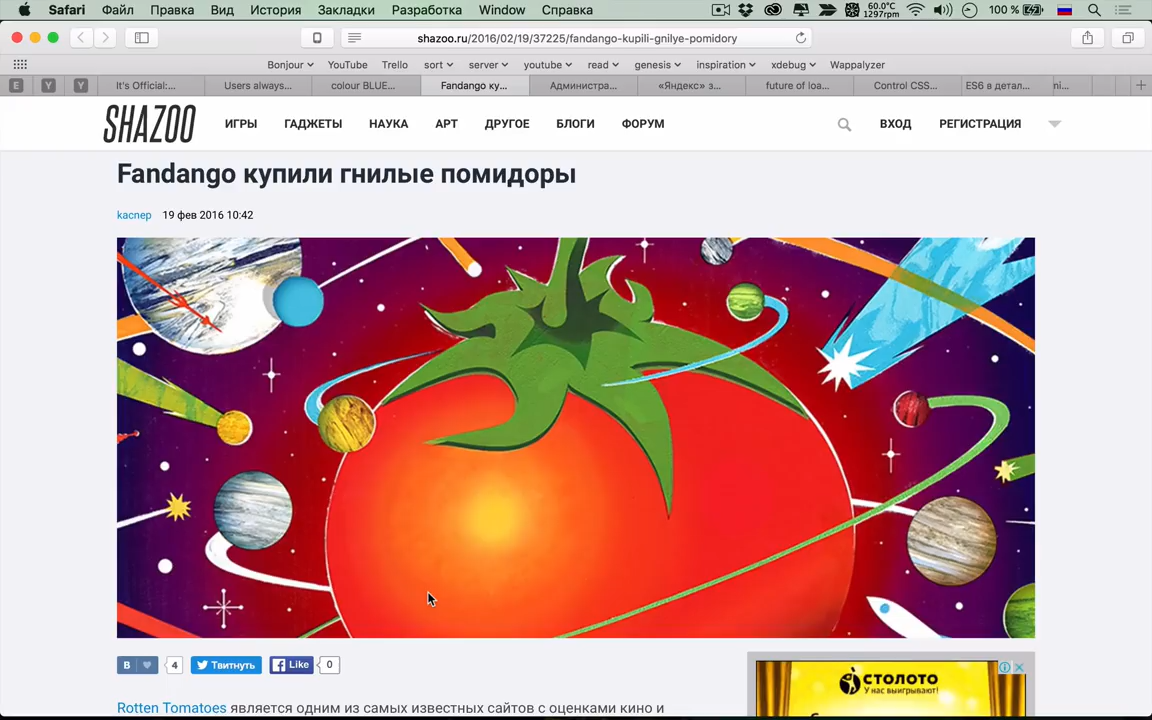 Safari Файл Правка Вид История Закладки Разработка Window Справка 60.0°C 1297rpm 100 %
shazoo.ru/2016/02/19/37225/fandango-kupili-gnilye-pomidory
Bonjour YouTube Trello sort server youtube read genesis inspiration xdebug Wappalyzer
E Y Y It's Official:... Users always... colour BLUE... Fandango ку... Администра... «Яндекс» з... future of loa... Control CSS... ES6 в детал... ni...
SHAZOO ИГРЫ ГАДЖЕТЫ НАУКА АРТ ДРУГОЕ БЛОГИ ФОРУМ ВХОД РЕГИСТРАЦИЯ
Fandango купили гнилые помидоры
kаспер 19 фев 2016 10:42
B 4 Твитнуть Like 0
СТОЛОТО
У нас выигрывают!
Rotten Tomatoes является одним из самых известных сайтов с оценками кино и